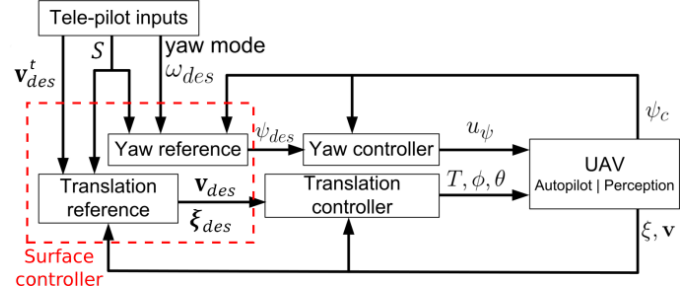 Tele-pilot inputs
S
yaw mode
v^t_des
ω_des
ψ_des
u_ψ
ψ_c
Yaw reference
Yaw controller
UAV
Autopilot | Perception
Translation
reference
v_des
ξ_des
Translation
controller
T, ϕ, θ
ξ, v
Surface
controller